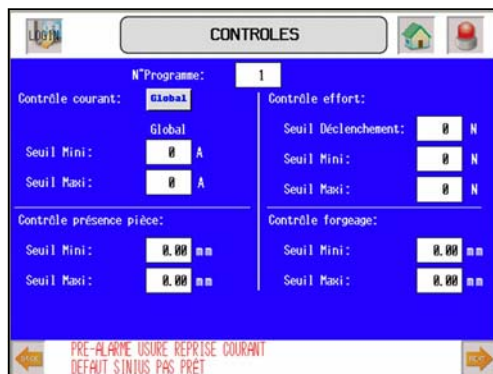 LOGIN
CONTROLES
N°Programme: 1
Contrôle courant: Global
Global
Seuil Mini: 0 A
Seuil Maxi: 0 A
Contrôle effort:
Seuil Déclenchement: 0 N
Seuil Mini: 0 N
Seuil Maxi: 0 N
Contrôle présence pièce:
Seuil Mini: 0.00 mm
Seuil Maxi: 0.00 mm
Contrôle forgeage:
Seuil Mini: 0.00 mm
Seuil Maxi: 0.00 mm
PRE-ALARME USURE REPRISE COURANT
DEFAUT SINIUS PAS PRÊT
BACK
NEXT